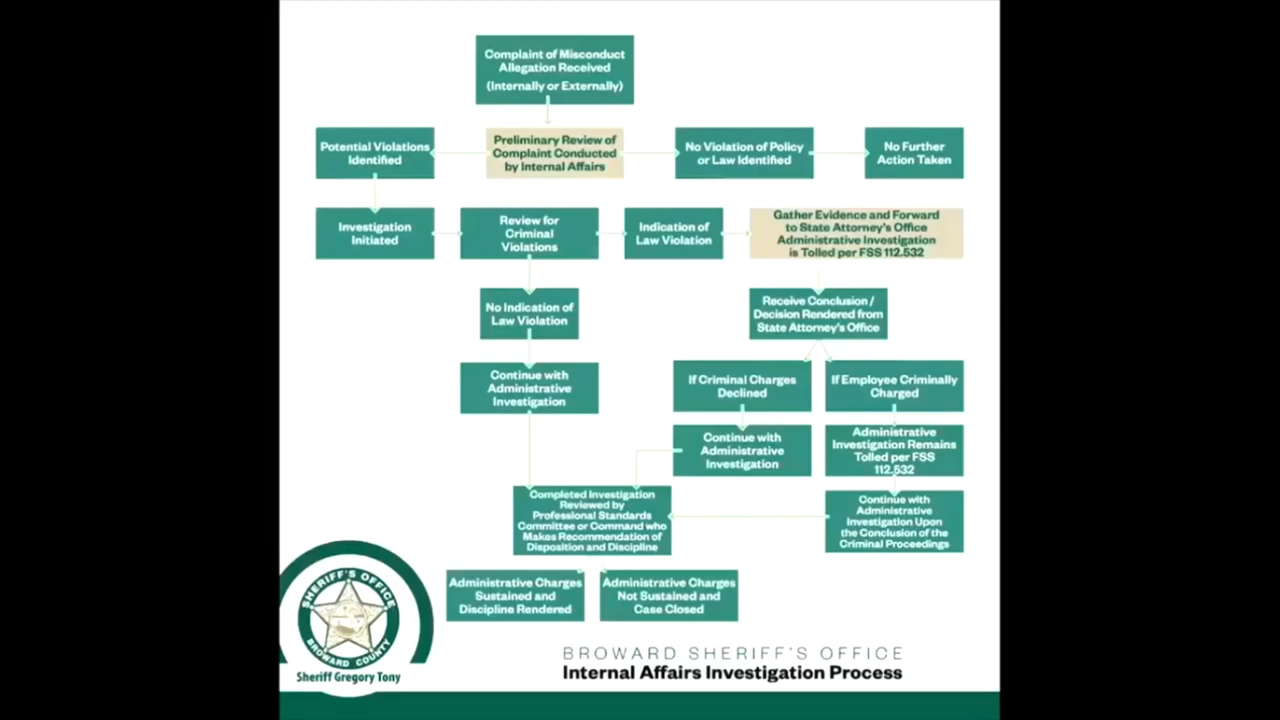 Complaint of Misconduct
Allegation Received
(Internally or Externally)
Potential Violations
Identified
Preliminary Review of
Complaint Conducted
by Internal Affairs
No Violation of Policy
or Law Identified
No Further
Action Taken
Investigation
Initiated
Review for
Criminal
Violations
Indication of
Law Violation
Gather Evidence and Forward
to State Attorney's Office
Administrative Investigation
is Tolled per FSS 112.532
No Indication of
Law Violation
Receive Conclusion /
Decision Rendered from
State Attorney's Office
Continue with
Administrative
Investigation
If Criminal Charges
Declined
If Employee Criminally
Charged
Continue with
Administrative
Investigation
Administrative
Investigation Remains
Tolled per FSS
112.532
Completed Investigation
Reviewed by
Professional Standards
Committee or Command who
Makes Recommendation of
Disposition and Discipline
Continue with
Administrative
Investigation Upon
the Conclusion of the
Criminal Proceedings
Administrative Charges
Sustained and
Discipline Rendered
Administrative Charges
Not Sustained and
Case Closed
SHERIFF'S OFFICE
BROWARD COUNTY
Sheriff Gregory Tony
BROWARD SHERIFF'S OFFICE
Internal Affairs Investigation Process